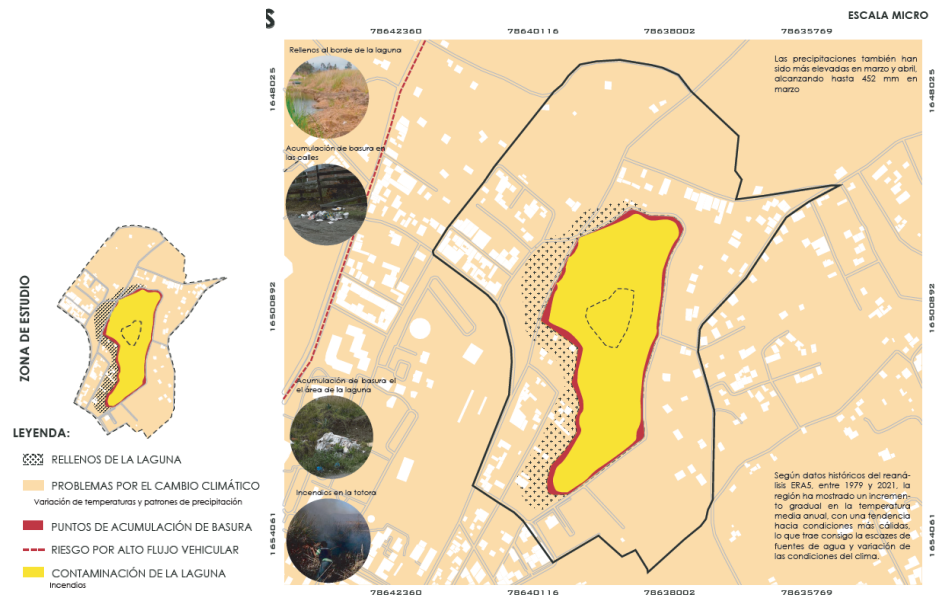 S
ESCALA MICRO
78642360
78640116
78638002
78635769
1648025
16500892
1654061
1648025
16500892
1654061
Rellenos al borde de la laguna
Acumulación de basura en
las calles
Acumulación de basura el
el área de la laguna
Incendios en la totora
Las precipitaciones también han
sido más elevadas en marzo y abril,
alcanzando hasta 452 mm en
marzo
Según datos históricos del reaná-
lisis ERA5, entre 1979 y 2021, la
región ha mostrado un incremen-
to gradual en la temperatura
media anual, con una tendencia
hacia condiciones más cálidas,
lo que trae consigo la escazes de
fuentes de agua y variación de
las condiciones del clima.
78642360
78640116
78638002
78635769
ZONA DE ESTUDIO
LEYENDA:
RELLENOS DE LA LAGUNA
PROBLEMAS POR EL CAMBIO CLIMÁTICO
Variación de temperaturas y patrones de precipitación
PUNTOS DE ACUMULACIÓN DE BASURA
RIESGO POR ALTO FLUJO VEHICULAR
CONTAMINACIÓN DE LA LAGUNA
Incendios